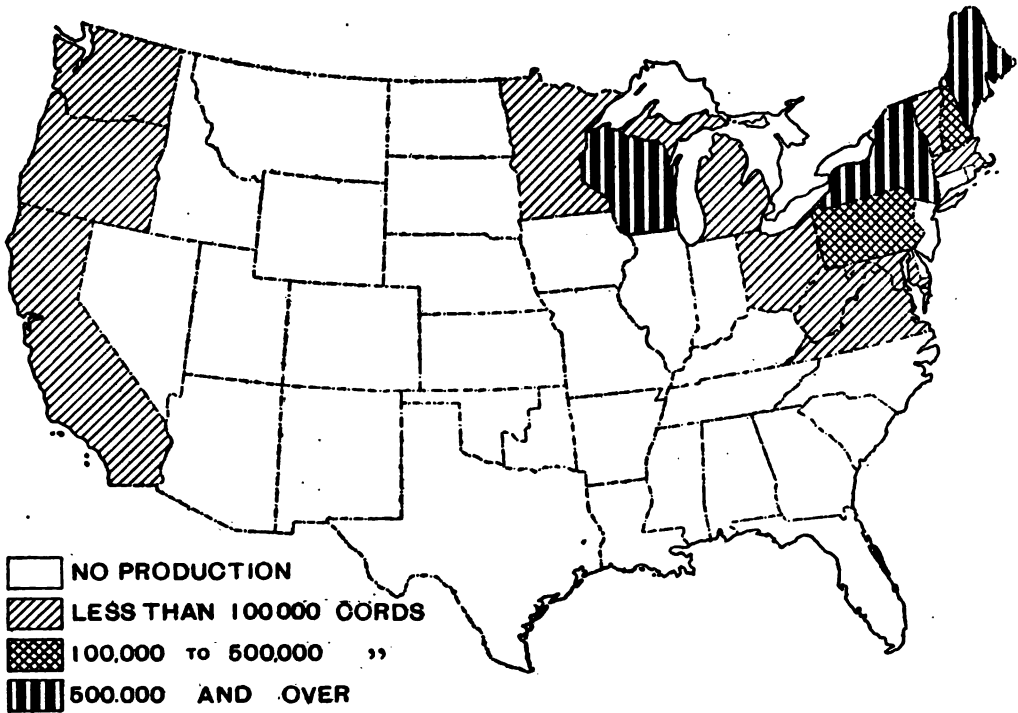 NO PRODUCTION
LESS THAN 100000 CORDS
100,000 TO 500,000 ,,
500.000 AND OVER